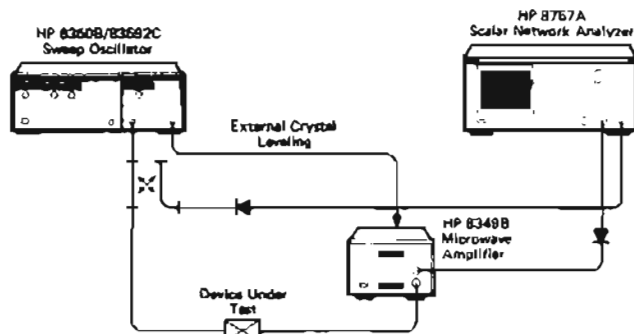 HP 8350B/83592C
Sweep Oscillator
HP 8757A
Scalar Network Analyzer
External Crystal
Leveling
HP 8349B
Microwave
Amplifier
Device Under
Test